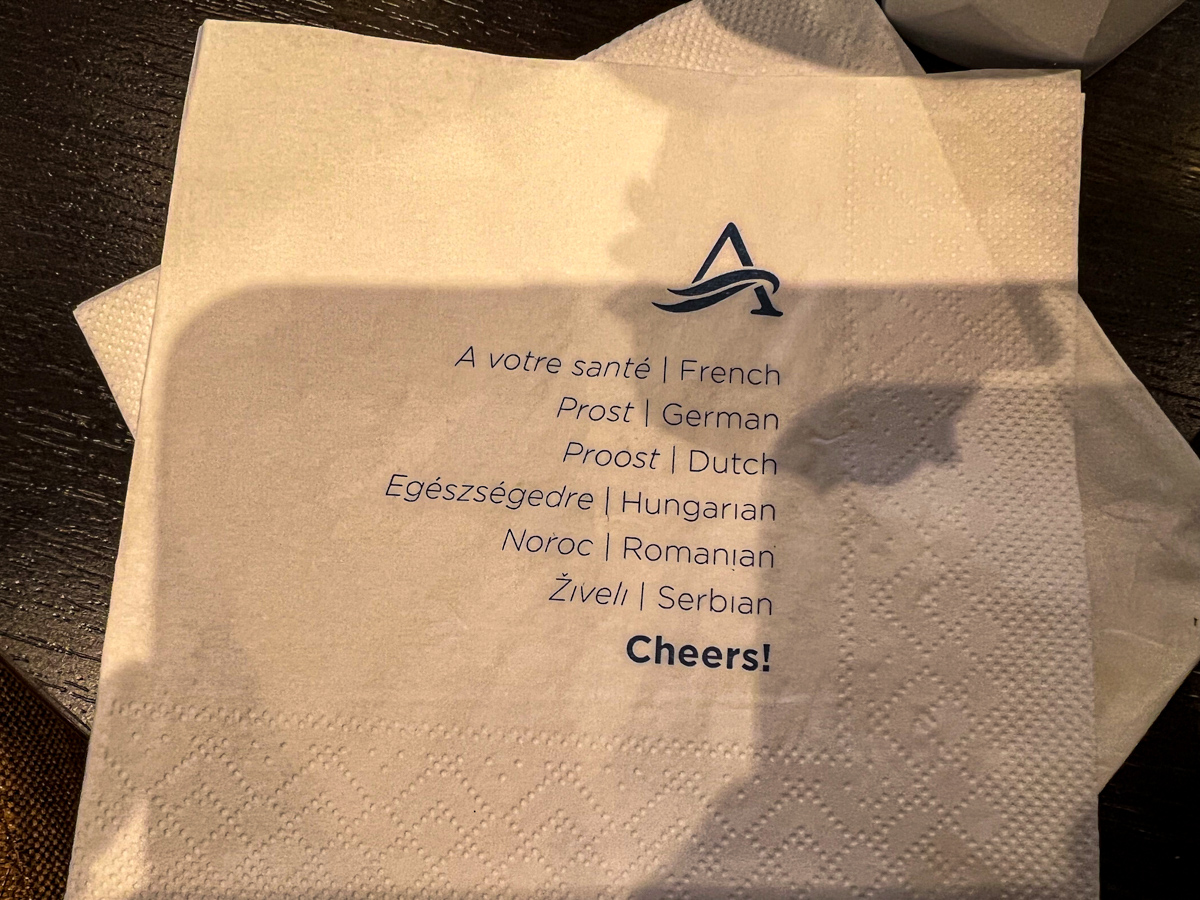 A
A votre santé | French
Prost | German
Proost | Dutch
Egészségedre | Hungarian
Noroc | Romanian
Živeli | Serbian
Cheers!